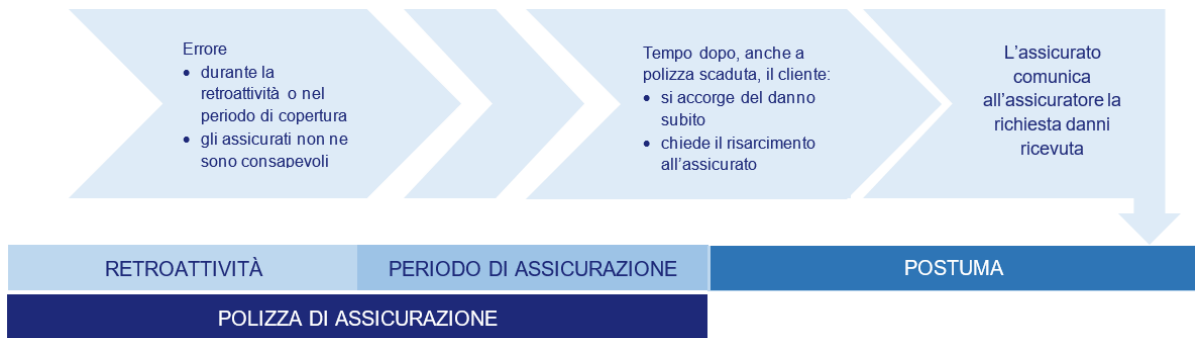 Errore
• durante la
retroattività o nel
periodo di copertura
• gli assicurati non ne
sono consapevoli
Tempo dopo, anche a
polizza scaduta, il cliente:
• si accorge del danno
subito
• chiede il risarcimento
all'assicurato
L'assicurato
comunica
all'assicuratore la
richiesta danni
ricevuta
RETROATTIVITÀ
PERIODO DI ASSICURAZIONE
POSTUMA
POLIZZA DI ASSICURAZIONE